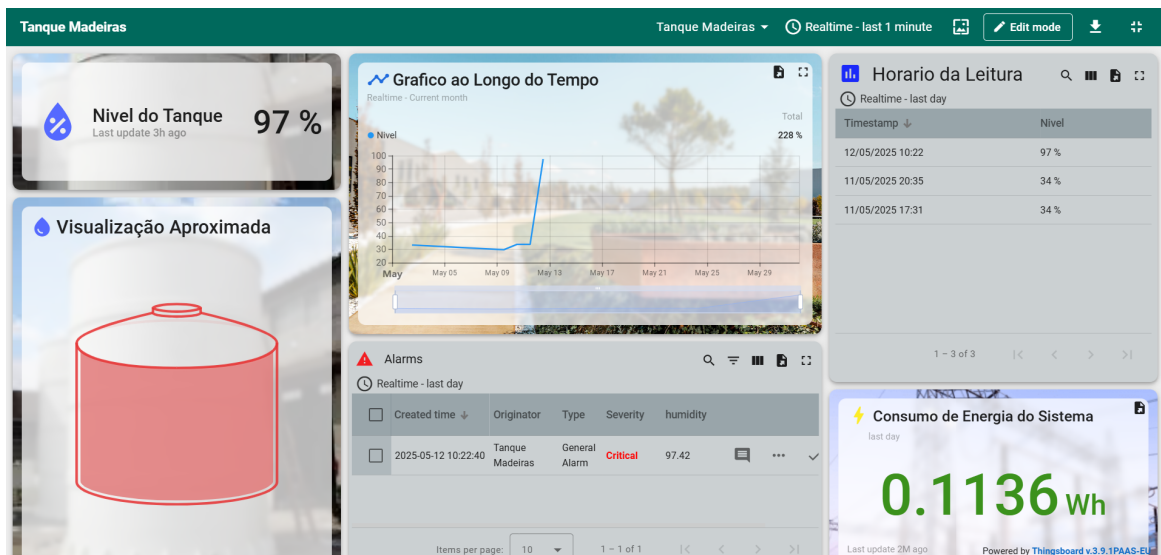 Tanque Madeiras
Tanque Madeiras
Realtime - last 1 minute
Edit mode
Nivel do Tanque
Last update 3h ago
97 %
Visualização Aproximada
Grafico ao Longo do Tempo
Realtime - Current month
Total
Nivel
228 %
100
90
80
70
60
50
40
30
20
May
May 05
May 09
May 13
May 17
May 21
May 25
May 29
Alarms
Realtime - last day
Created time
Originator
Type
Severity
humidity
2025-05-12 10:22:40
Tanque Madeiras
General Alarm
Critical
97.42
Items per page:
10
1 – 1 of 1
Horario da Leitura
Realtime - last day
Timestamp
Nivel
12/05/2025 10:22
97 %
11/05/2025 20:35
34 %
11/05/2025 17:31
34 %
1 – 3 of 3
Consumo de Energia do Sistema
last day
0.1136 Wh
Last update 2M ago
Powered by Thingsboard v.3.9.1PAAS-EU